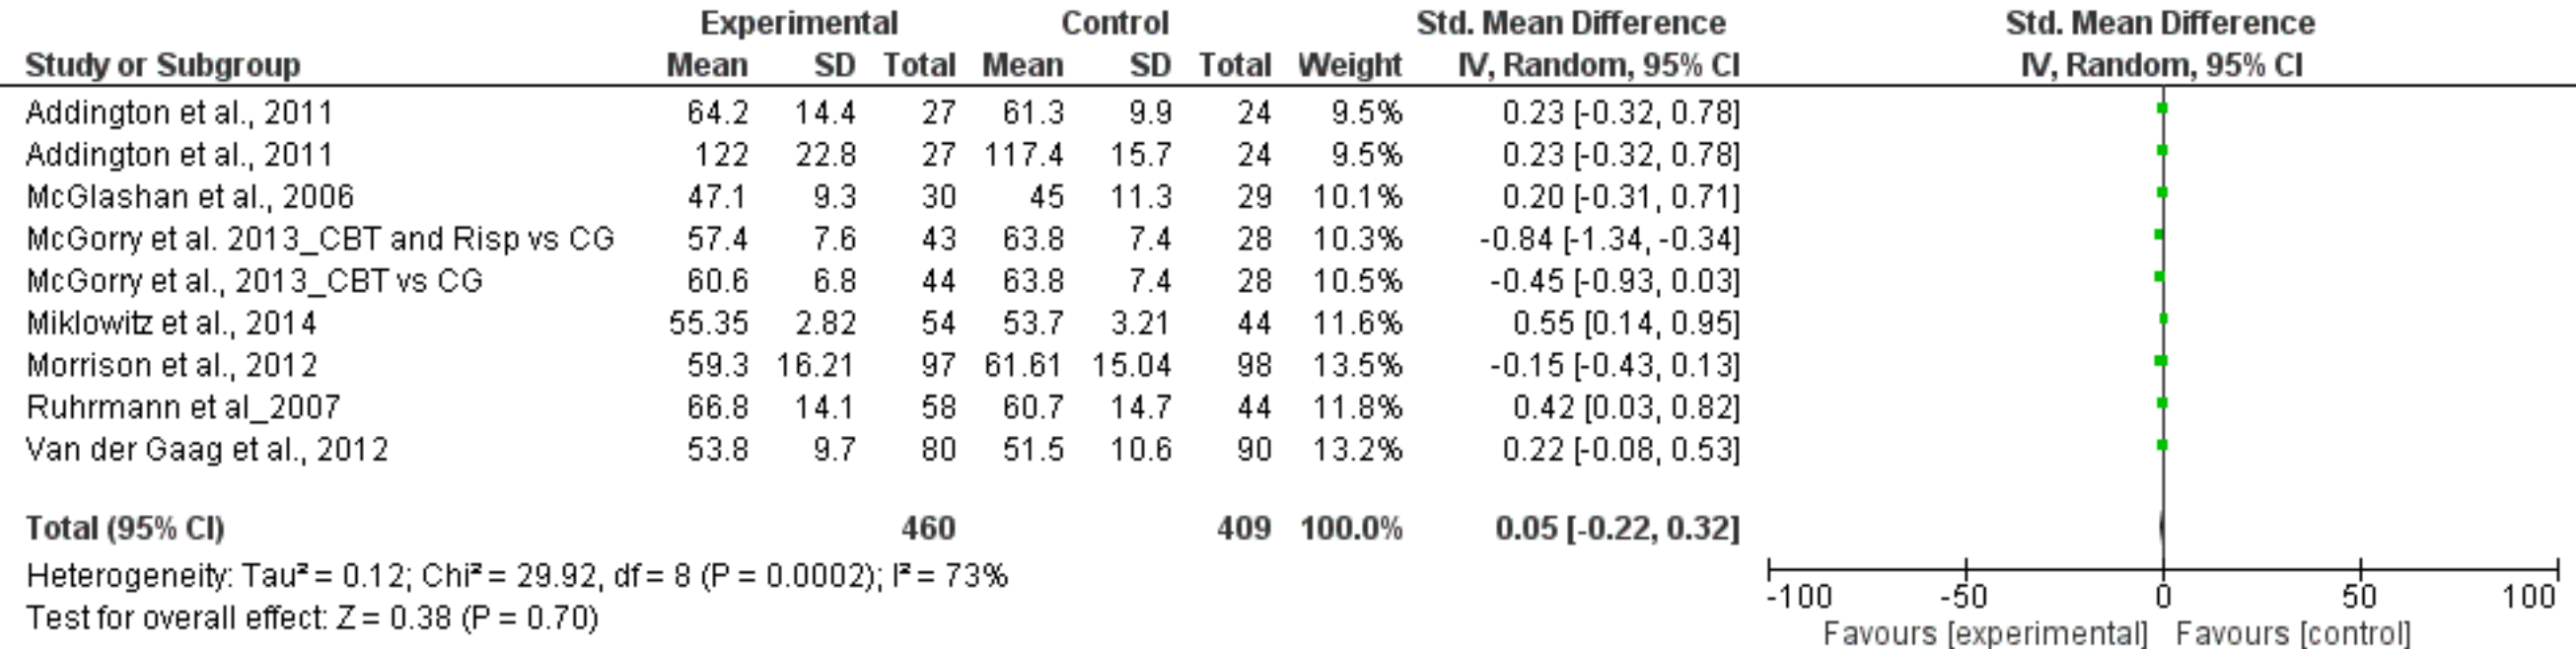 Experimental Control Std. Mean Difference Std. Mean Difference
Study or Subgroup Mean SD Total Mean SD Total Weight IV, Random, 95% CI IV, Random, 95% CI
Addington et al., 2011 64.2 14.4 27 61.3 9.9 24 9.5% 0.23 [-0.32, 0.78]
Addington et al., 2011 122 22.8 27 117.4 15.7 24 9.5% 0.23 [-0.32, 0.78]
McGlashan et al., 2006 47.1 9.3 30 45 11.3 29 10.1% 0.20 [-0.31, 0.71]
McGorry et al. 2013_CBT and Risp vs CG 57.4 7.6 43 63.8 7.4 28 10.3% -0.84 [-1.34, -0.34]
McGorry et al., 2013_CBT vs CG 60.6 6.8 44 63.8 7.4 28 10.5% -0.45 [-0.93, 0.03]
Miklowitz et al., 2014 55.35 2.82 54 53.7 3.21 44 11.6% 0.55 [0.14, 0.95]
Morrison et al., 2012 59.3 16.21 97 61.61 15.04 98 13.5% -0.15 [-0.43, 0.13]
Ruhrmann et al_2007 66.8 14.1 58 60.7 14.7 44 11.8% 0.42 [0.03, 0.82]
Van der Gaag et al., 2012 53.8 9.7 80 51.5 10.6 90 13.2% 0.22 [-0.08, 0.53]
Total (95% CI) 460 409 100.0% 0.05 [-0.22, 0.32]
Heterogeneity: Tau² = 0.12; Chi² = 29.92, df = 8 (P = 0.0002); I² = 73%
Test for overall effect: Z = 0.38 (P = 0.70)
-100 -50 0 50 100
Favours [experimental] Favours [control]